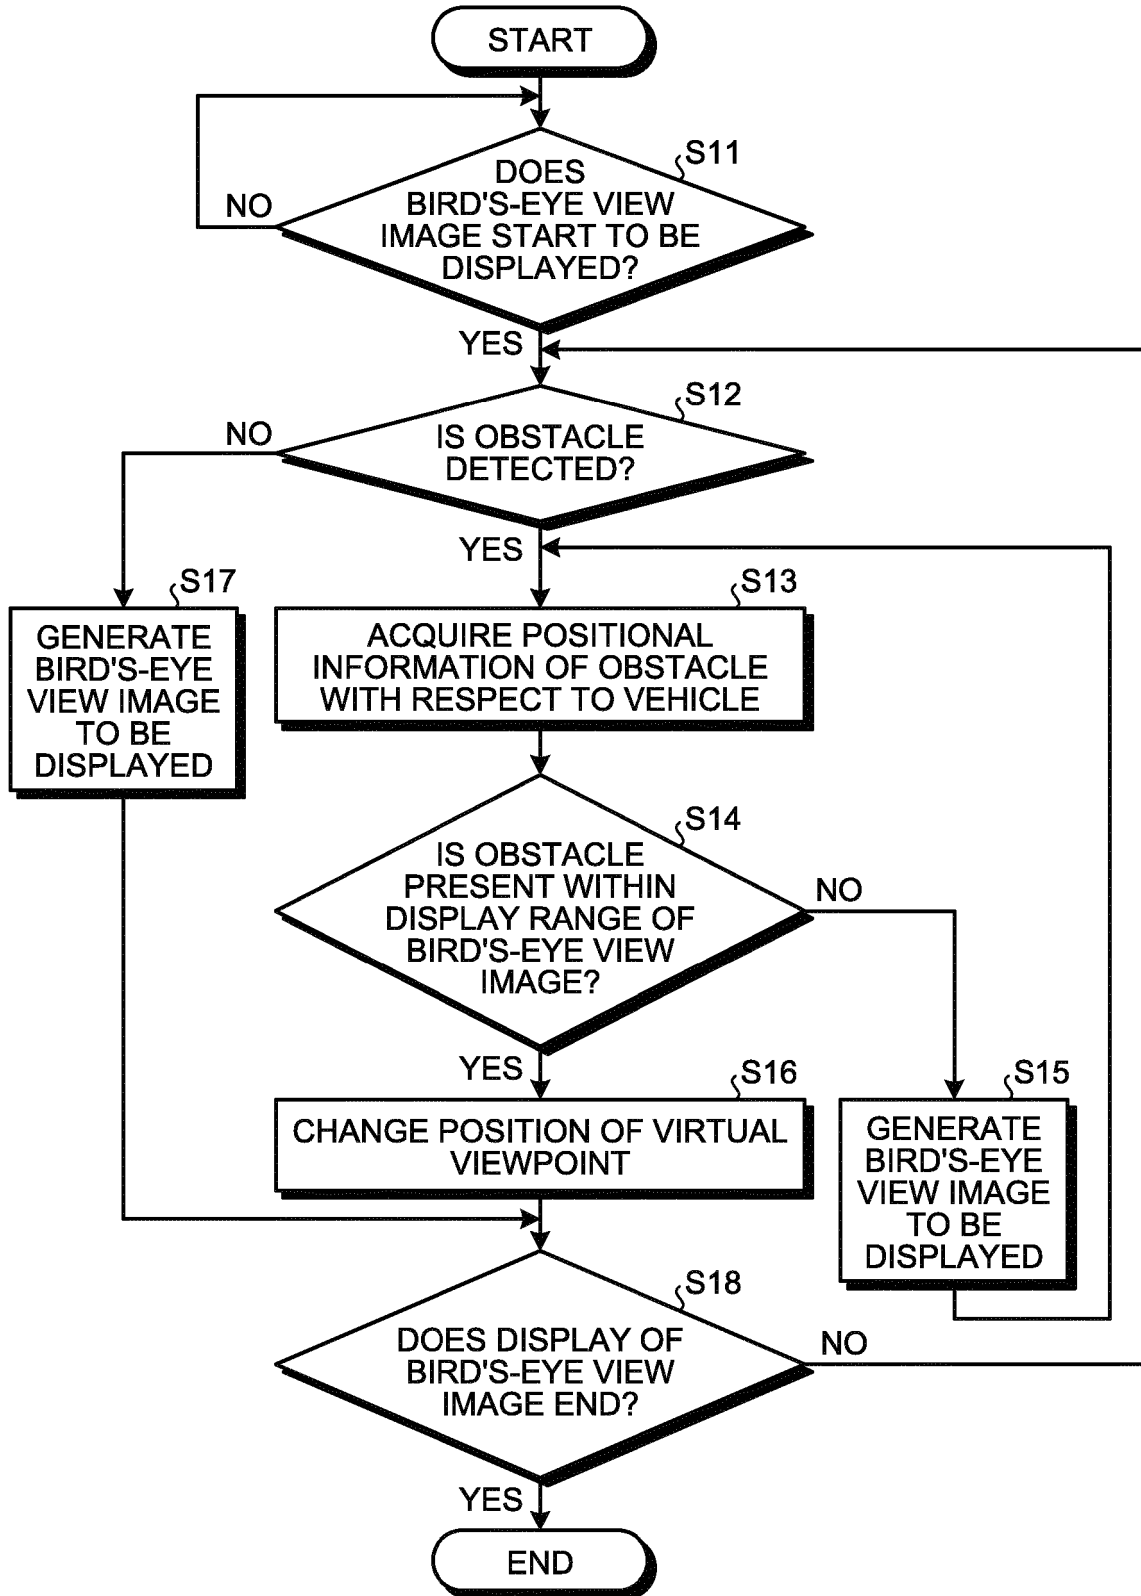 START
S11
DOES
BIRD'S-EYE VIEW
IMAGE START TO BE
DISPLAYED?
NO
YES
S12
IS OBSTACLE
DETECTED?
NO
YES
S17
GENERATE
BIRD'S-EYE
VIEW IMAGE
TO BE
DISPLAYED
S13
ACQUIRE POSITIONAL
INFORMATION OF OBSTACLE
WITH RESPECT TO VEHICLE
S14
IS OBSTACLE
PRESENT WITHIN
DISPLAY RANGE OF
BIRD'S-EYE VIEW
IMAGE?
NO
YES
S16
CHANGE POSITION OF VIRTUAL
VIEWPOINT
S15
GENERATE
BIRD'S-EYE
VIEW IMAGE
TO BE
DISPLAYED
S18
DOES DISPLAY OF
BIRD'S-EYE VIEW
IMAGE END?
NO
YES
END